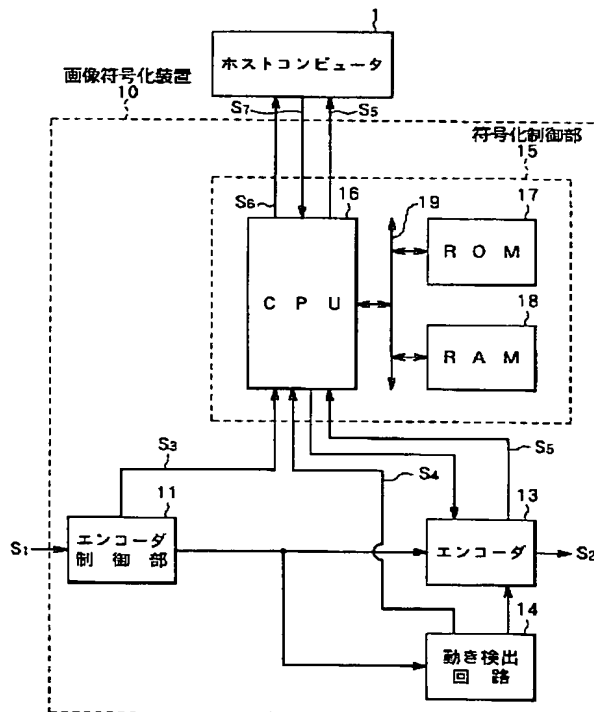 1
ホストコンピュータ
画像符号化装置
10
S7
S5
符号化制御部
15
S6
16
19
17
CPU
ROM
18
RAM
S3
S4
S5
11
13
S1
エンコーダ
制御部
エンコーダ
S2
14
動き検出
回路